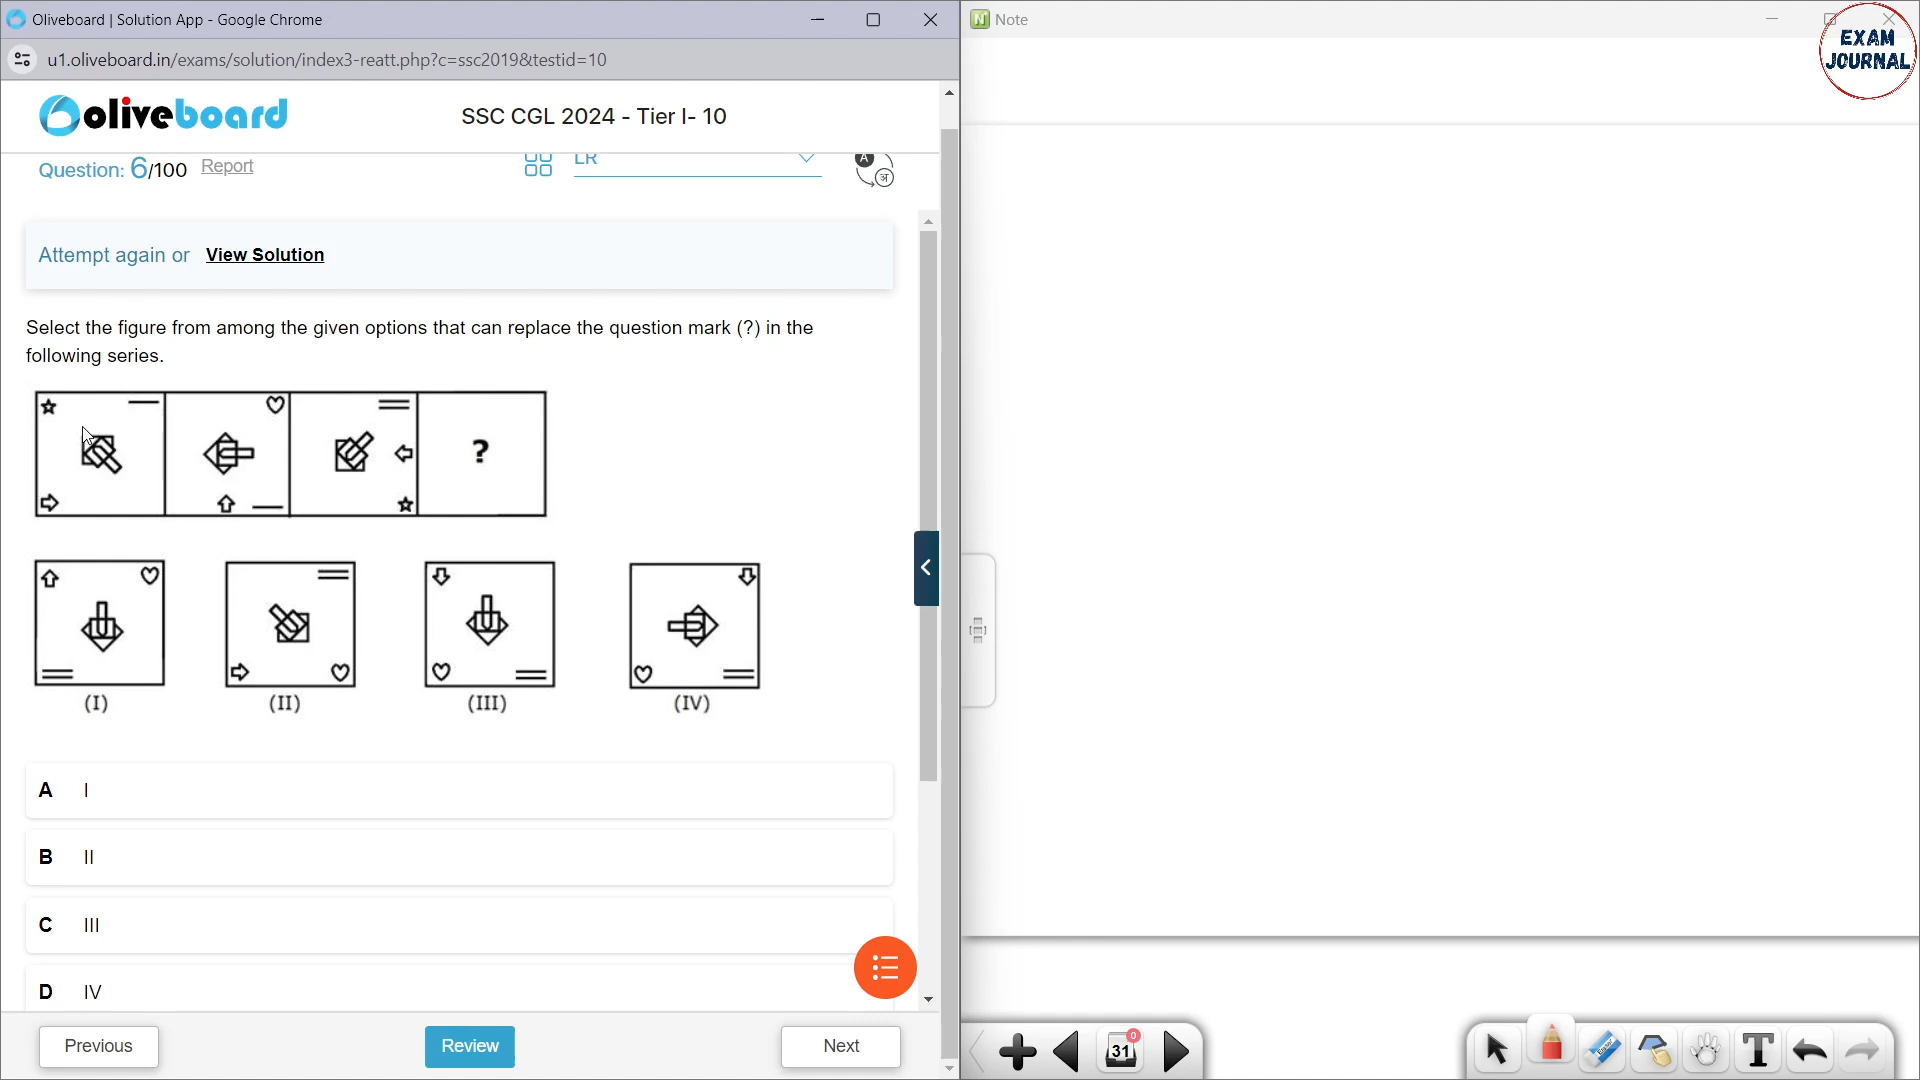 Oliveboard | Solution App - Google Chrome
Note
EXAM
JOURNAL
u1.oliveboard.in/exams/solution/index3-reatt.php?c=ssc2019&testid=10
oliveboard
SSC CGL 2024 - Tier I- 10
Question: 6/100 Report
LR
A
अ
Attempt again or View Solution
Select the figure from among the given options that can replace the question mark (?) in the
following series.
?
(I) (II) (III) (IV)
A I
B II
C III
D IV
Previous Review Next
31
0
T